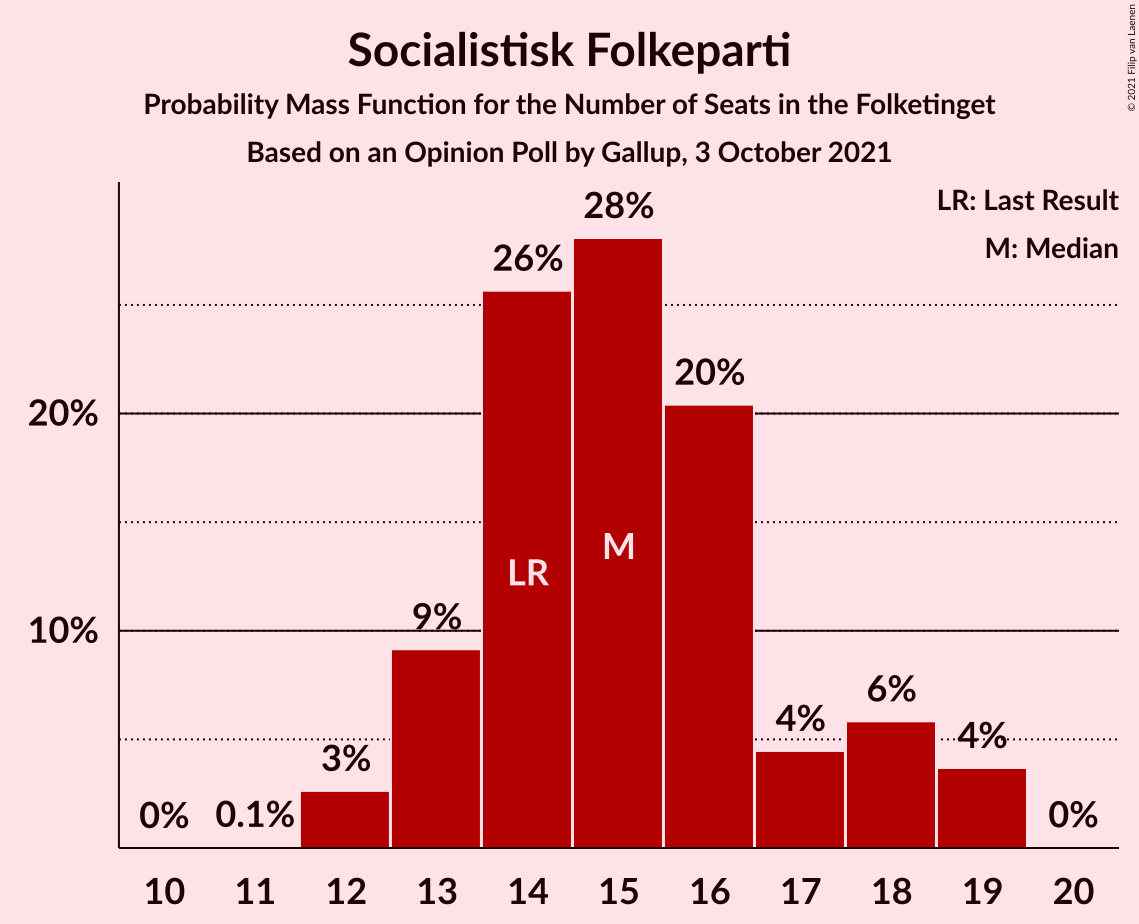 Socialistisk Folkeparti
Probability Mass Function for the Number of Seats in the Folketinget
Based on an Opinion Poll by Gallup, 3 October 2021
© 2021 Filip van Laenen
LR: Last Result
M: Median
28%
26%
20%
20%
M
LR
9%
10%
6%
4%
4%
3%
0%
0.1%
0%
10 11 12 13 14 15 16 17 18 19 20